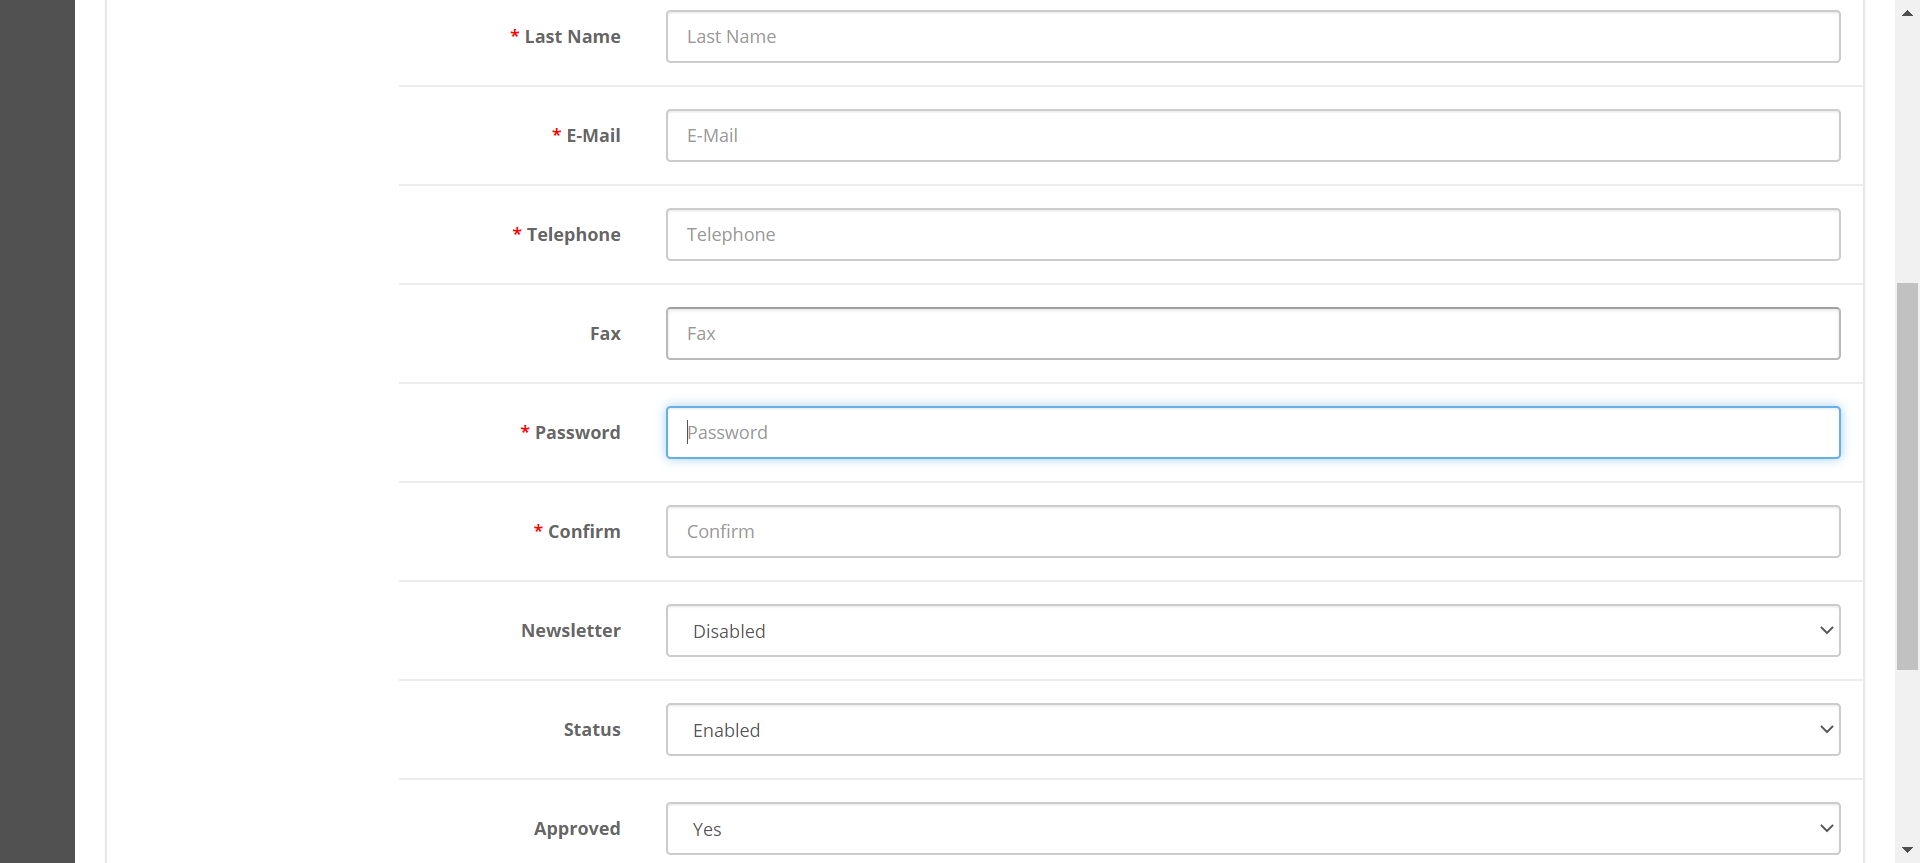 * Last Name Last Name
* E-Mail E-Mail
* Telephone Telephone
Fax Fax
* Password Password
* Confirm Confirm
Newsletter Disabled
Status Enabled
Approved Yes